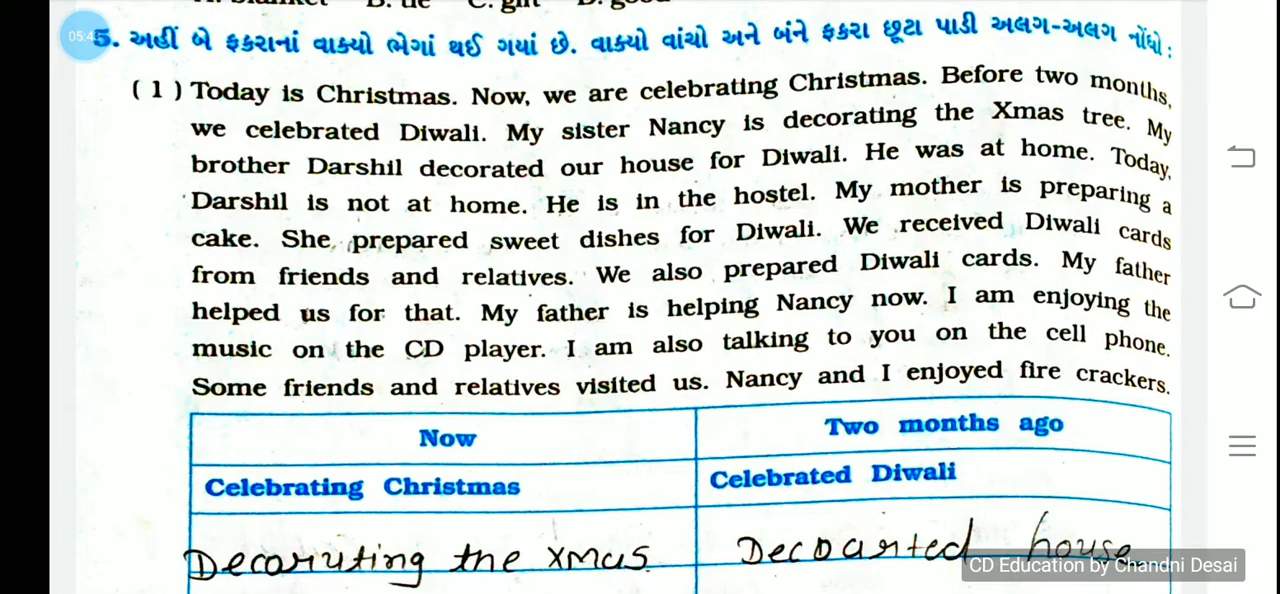 B. tie C. gift D. good
05:4
5. અહીં બે ફકરાનાં વાક્યો ભેગાં થઈ ગયાં છે. વાક્યો વાંચો અને બંને ફકરા છૂટા પાડી અલગ-અલગ નોંધો :
( 1 ) Today is Christmas. Now, we are celebrating Christmas. Before two months,
we celebrated Diwali. My sister Nancy is decorating the Xmas tree. My
brother Darshil decorated our house for Diwali. He was at home. Today,
Darshil is not at home. He is in the hostel. My mother is preparing a
cake. She prepared sweet dishes for Diwali. We received Diwali cards
from friends and relatives. We also prepared Diwali cards. My father
helped us for that. My father is helping Nancy now. I am enjoying the
music on the CD player. I am also talking to you on the cell phone.
Some friends and relatives visited us. Nancy and I enjoyed fire crackers.
Now Two months ago
Celebrating Christmas Celebrated Diwali
the xmas house
CD Education by Chandni Desai